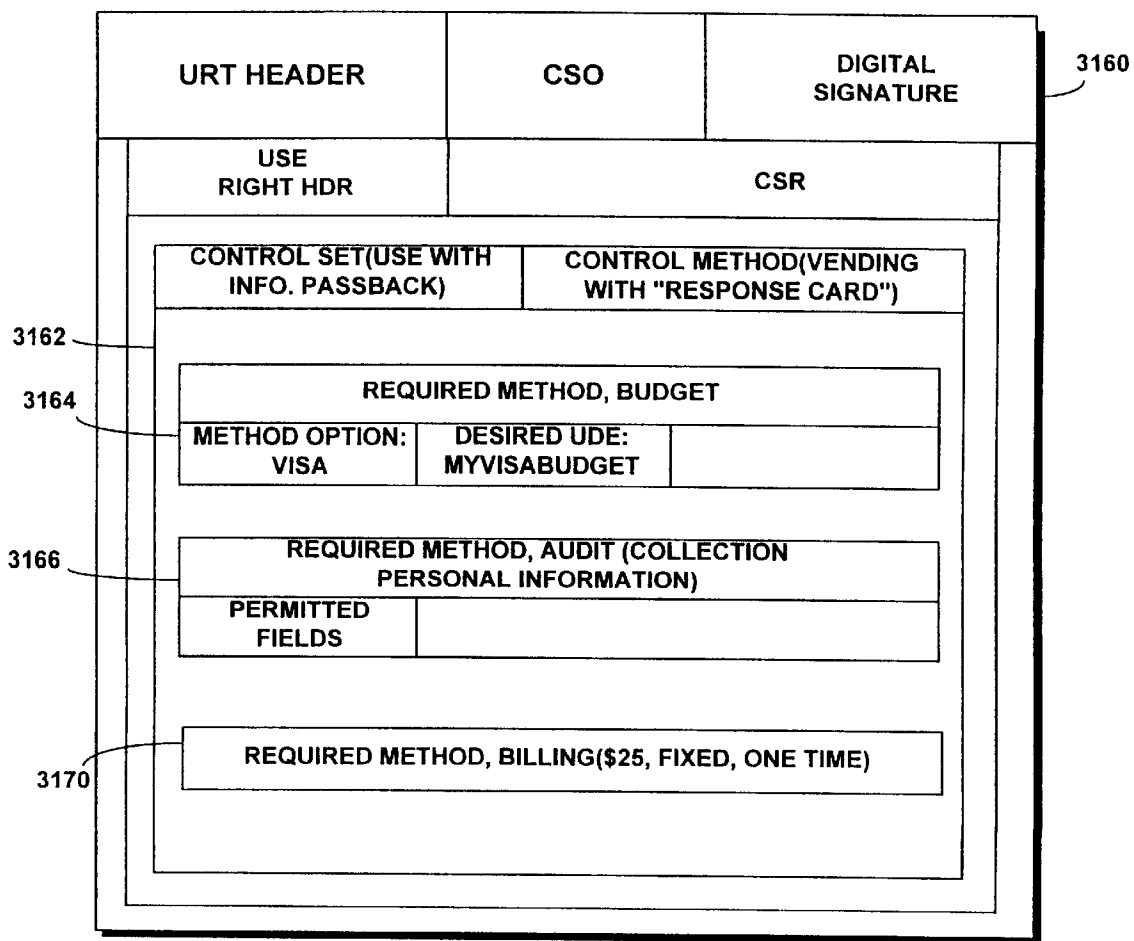 URT HEADER
CSO
DIGITAL
SIGNATURE
3160
USE
RIGHT HDR
CSR
CONTROL SET(USE WITH
INFO. PASSBACK)
CONTROL METHOD(VENDING
WITH "RESPONSE CARD")
3162
REQUIRED METHOD, BUDGET
3164
METHOD OPTION:
VISA
DESIRED UDE:
MYVISABUDGET
3166
REQUIRED METHOD, AUDIT (COLLECTION
PERSONAL INFORMATION)
PERMITTED
FIELDS
3170
REQUIRED METHOD, BILLING($25, FIXED, ONE TIME)